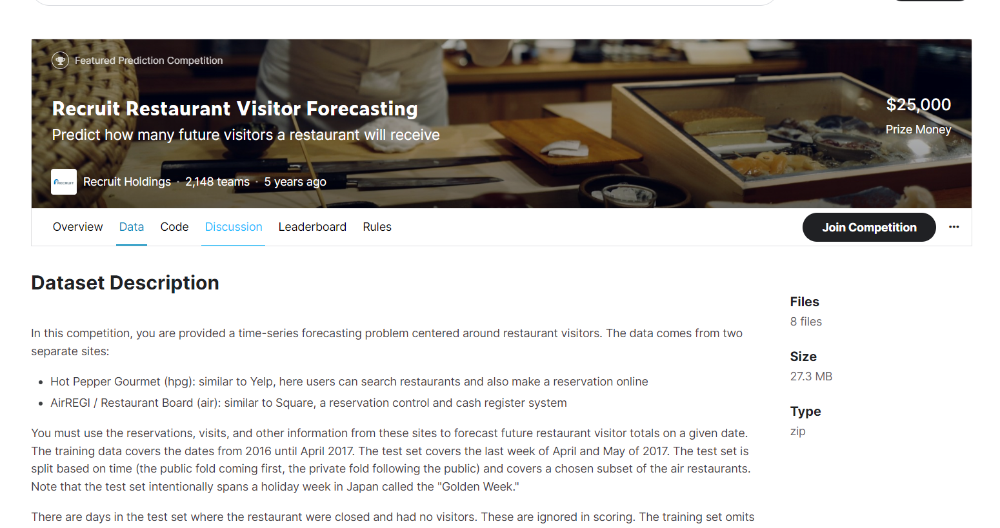 Featured Prediction Competition
Recruit Restaurant Visitor Forecasting
Predict how many future visitors a restaurant will receive
$25,000
Prize Money
RECRUIT
Recruit Holdings · 2,148 teams · 5 years ago
Overview Data Code Discussion Leaderboard Rules
Join Competition
Dataset Description
In this competition, you are provided a time-series forecasting problem centered around restaurant visitors. The data comes from two
separate sites:
• Hot Pepper Gourmet (hpg): similar to Yelp, here users can search restaurants and also make a reservation online
• AirREGI / Restaurant Board (air): similar to Square, a reservation control and cash register system
You must use the reservations, visits, and other information from these sites to forecast future restaurant visitor totals on a given date.
The training data covers the dates from 2016 until April 2017. The test set covers the last week of April and May of 2017. The test set is
split based on time (the public fold coming first, the private fold following the public) and covers a chosen subset of the air restaurants.
Note that the test set intentionally spans a holiday week in Japan called the "Golden Week."
There are days in the test set where the restaurant were closed and had no visitors. These are ignored in scoring. The training set omits
Files
8 files
Size
27.3 MB
Type
zip